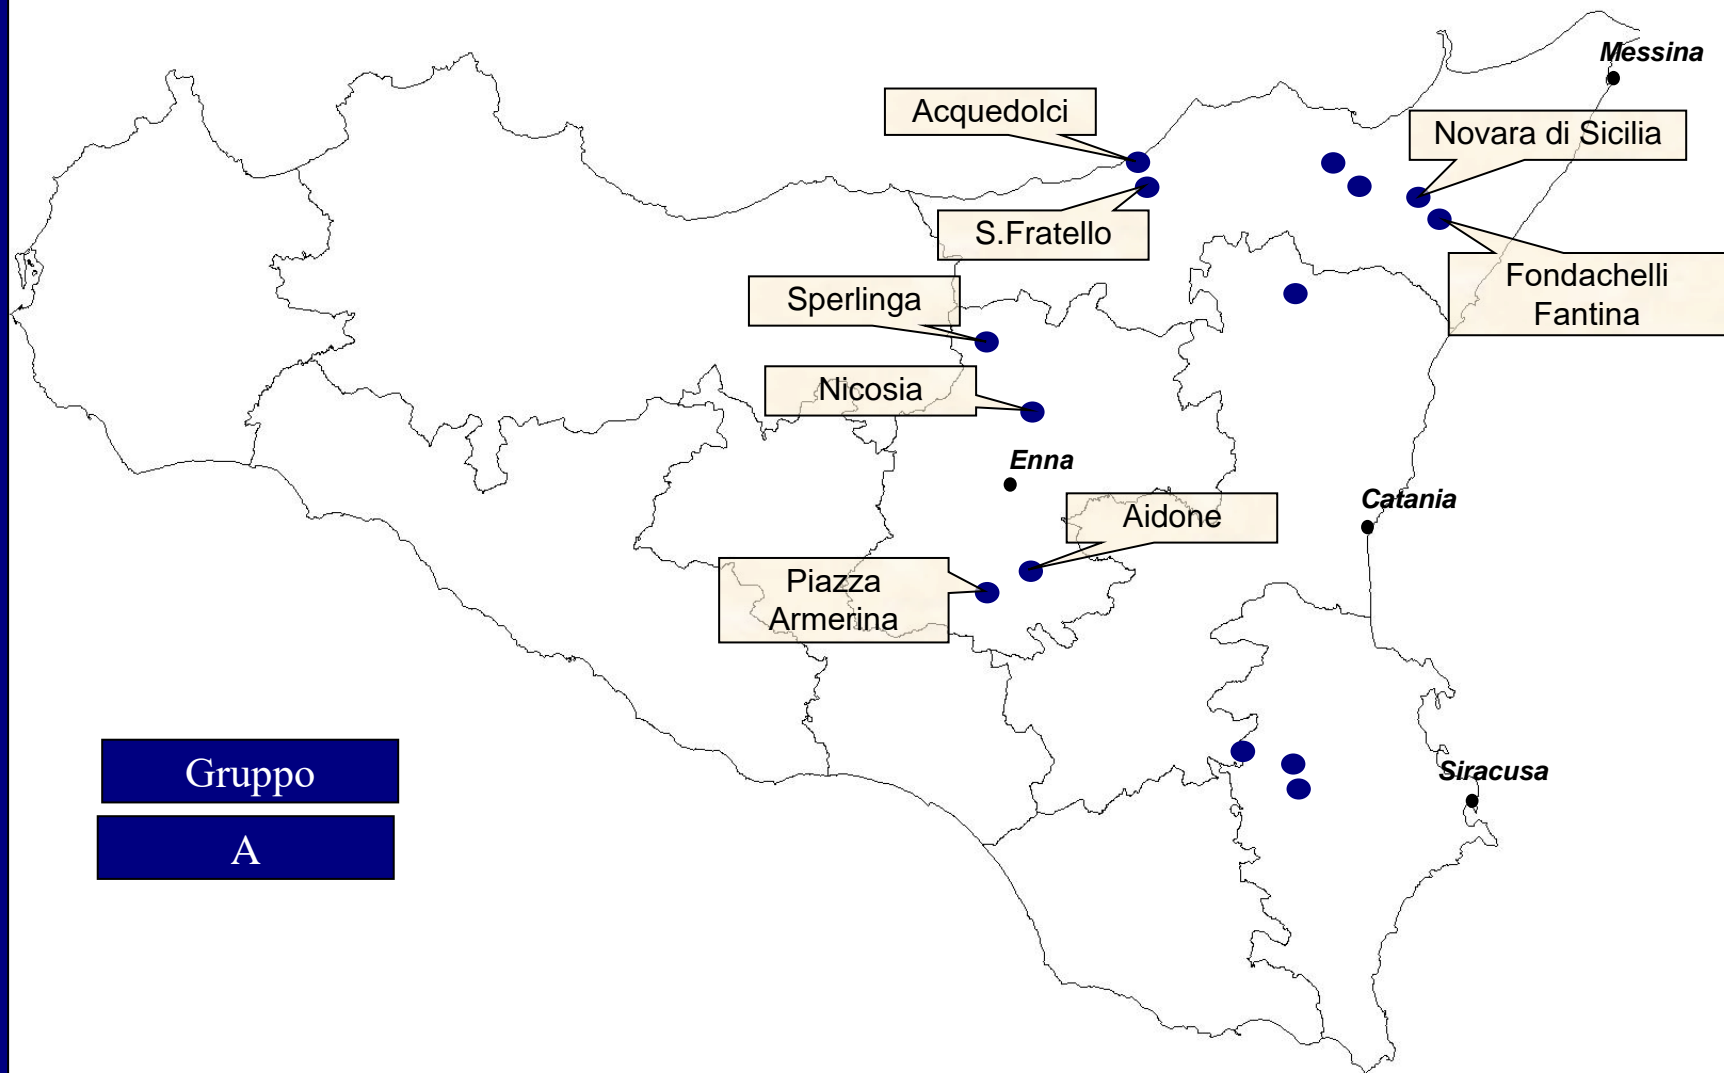 Messina
Acquedolci
Novara di Sicilia
S.Fratello
Fondachelli
Fantina
Sperlinga
Nicosia
Enna
Catania
Aidone
Piazza
Armerina
Gruppo
A
Siracusa